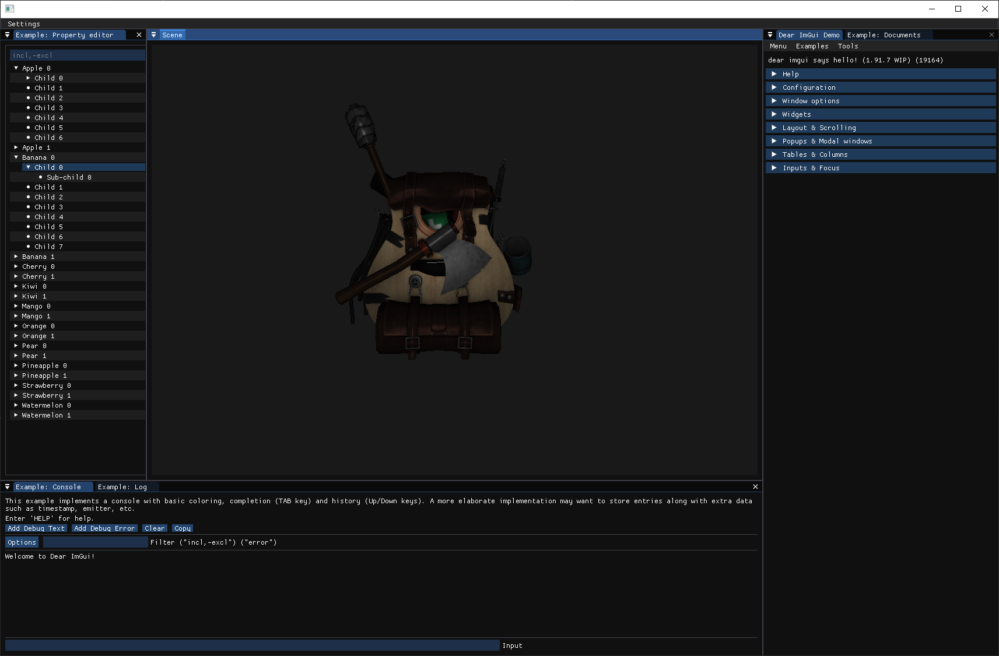 Settings
Example: Property editor
incl,-excl
Apple 0
Child 0
Child 1
Child 2
Child 3
Child 4
Child 5
Child 6
Apple 1
Banana 0
Child 0
Sub-child 0
Child 1
Child 2
Child 3
Child 4
Child 5
Child 6
Child 7
Banana 1
Cherry 0
Cherry 1
Kiwi 0
Kiwi 1
Mango 0
Mango 1
Orange 0
Orange 1
Pear 0
Pear 1
Pineapple 0
Pineapple 1
Strawberry 0
Strawberry 1
Watermelon 0
Watermelon 1
Scene
Dear ImGui Demo Example: Documents
Menu Examples Tools
dear imgui says hello! (1.91.7 WIP) (19164)
Help
Configuration
Window options
Widgets
Layout & Scrolling
Popups & Modal windows
Tables & Columns
Inputs & Focus
Example: Console Example: Log
This example implements a console with basic coloring, completion (TAB key) and history (Up/Down keys). A more elaborate implementation may want to store entries along with extra data
such as timestamp, emitter, etc.
Enter 'HELP' for help.
Add Debug Text Add Debug Error Clear Copy
Options Filter ("incl,-excl") ("error")
Welcome to Dear ImGui!
Input